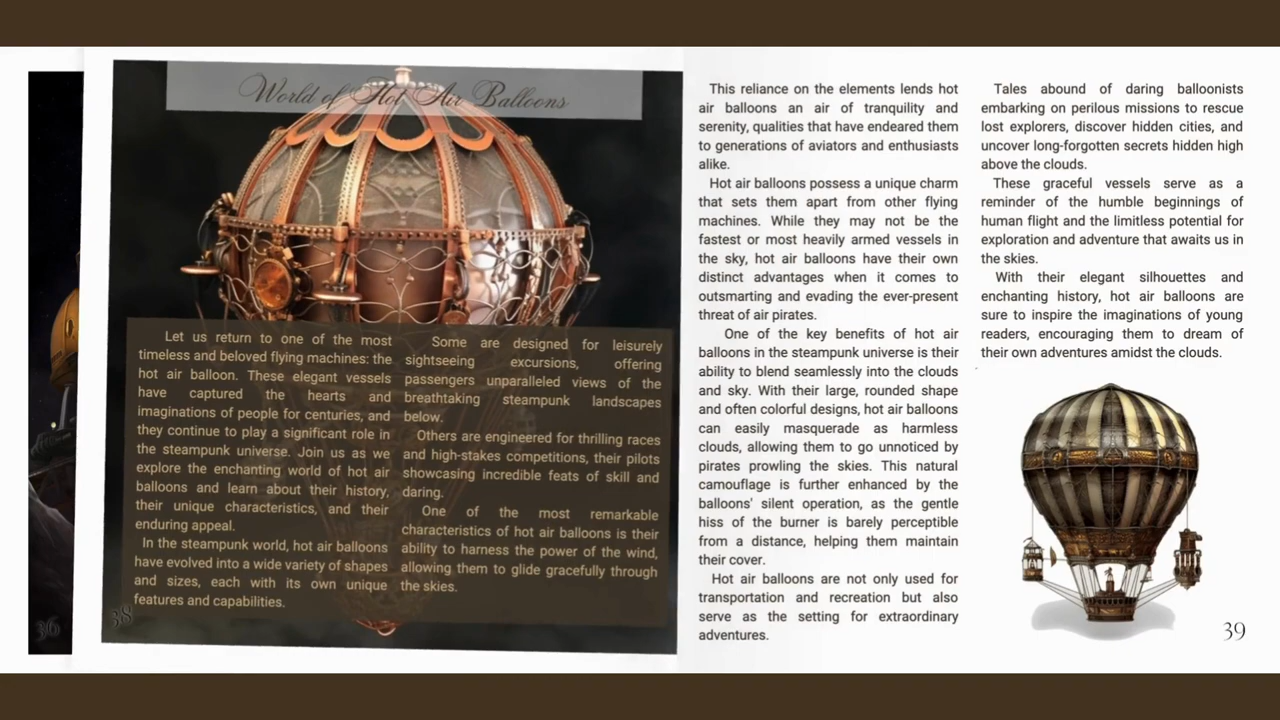 World of Hot Air Balloons
Let us return to one of the most
timeless and beloved flying machines: the
hot air balloon. These elegant vessels
have captured the hearts and
imaginations of people for centuries, and
they continue to play a significant role in
the steampunk universe. Join us as we
explore the enchanting world of hot air
balloons and learn about their history,
their unique characteristics, and their
enduring appeal.
In the steampunk world, hot air balloons
have evolved into a wide variety of shapes
and sizes, each with its own unique
features and capabilities.
Some are designed for leisurely
sightseeing excursions, offering
passengers unparalleled views of the
breathtaking steampunk landscapes
below.
Others are engineered for thrilling races
and high-stakes competitions, their pilots
showcasing incredible feats of skill and
daring.
One of the most remarkable
characteristics of hot air balloons is their
ability to harness the power of the wind,
allowing them to glide gracefully through
the skies.
36
38
This reliance on the elements lends hot
air balloons an air of tranquility and
serenity, qualities that have endeared them
to generations of aviators and enthusiasts
alike.
Hot air balloons possess a unique charm
that sets them apart from other flying
machines. While they may not be the
fastest or most heavily armed vessels in
the sky, hot air balloons have their own
distinct advantages when it comes to
outsmarting and evading the ever-present
threat of air pirates.
One of the key benefits of hot air
balloons in the steampunk universe is their
ability to blend seamlessly into the clouds
and sky. With their large, rounded shape
and often colorful designs, hot air balloons
can easily masquerade as harmless
clouds, allowing them to go unnoticed by
pirates prowling the skies. This natural
camouflage is further enhanced by the
balloons' silent operation, as the gentle
hiss of the burner is barely perceptible
from a distance, helping them maintain
their cover.
Hot air balloons are not only used for
transportation and recreation but also
serve as the setting for extraordinary
adventures.
Tales abound of daring balloonists
embarking on perilous missions to rescue
lost explorers, discover hidden cities, and
uncover long-forgotten secrets hidden high
above the clouds.
These graceful vessels serve as a
reminder of the humble beginnings of
human flight and the limitless potential for
exploration and adventure that awaits us in
the skies.
With their elegant silhouettes and
enchanting history, hot air balloons are
sure to inspire the imaginations of young
readers, encouraging them to dream of
their own adventures amidst the clouds.
39